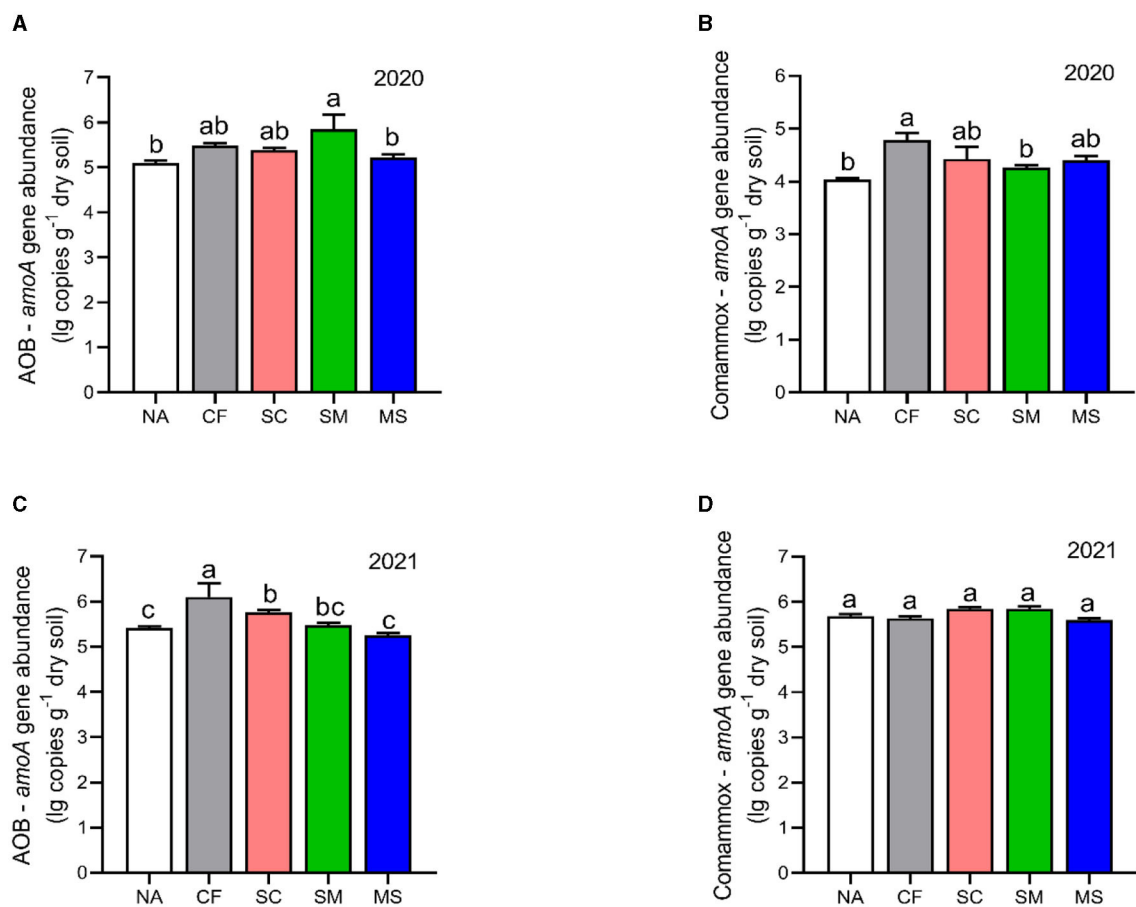 A
AOB - amoA gene abundance
(lg copies g⁻¹ dry soil)
2020
7
6
5
4
3
2
1
0
b
ab
ab
a
b
NA CF SC SM MS
B
Comammox - amoA gene abundance
(lg copies g⁻¹ dry soil)
2020
6
5
4
3
2
1
0
b
a
ab
b
ab
NA CF SC SM MS
C
AOB - amoA gene abundance
(lg copies g⁻¹ dry soil)
2021
7
6
5
4
3
2
1
0
c
a
b
bc
c
NA CF SC SM MS
D
Comammox - amoA gene abundance
(lg copies g⁻¹ dry soil)
2021
7
6
5
4
3
2
1
0
a
a
a
a
a
NA CF SC SM MS